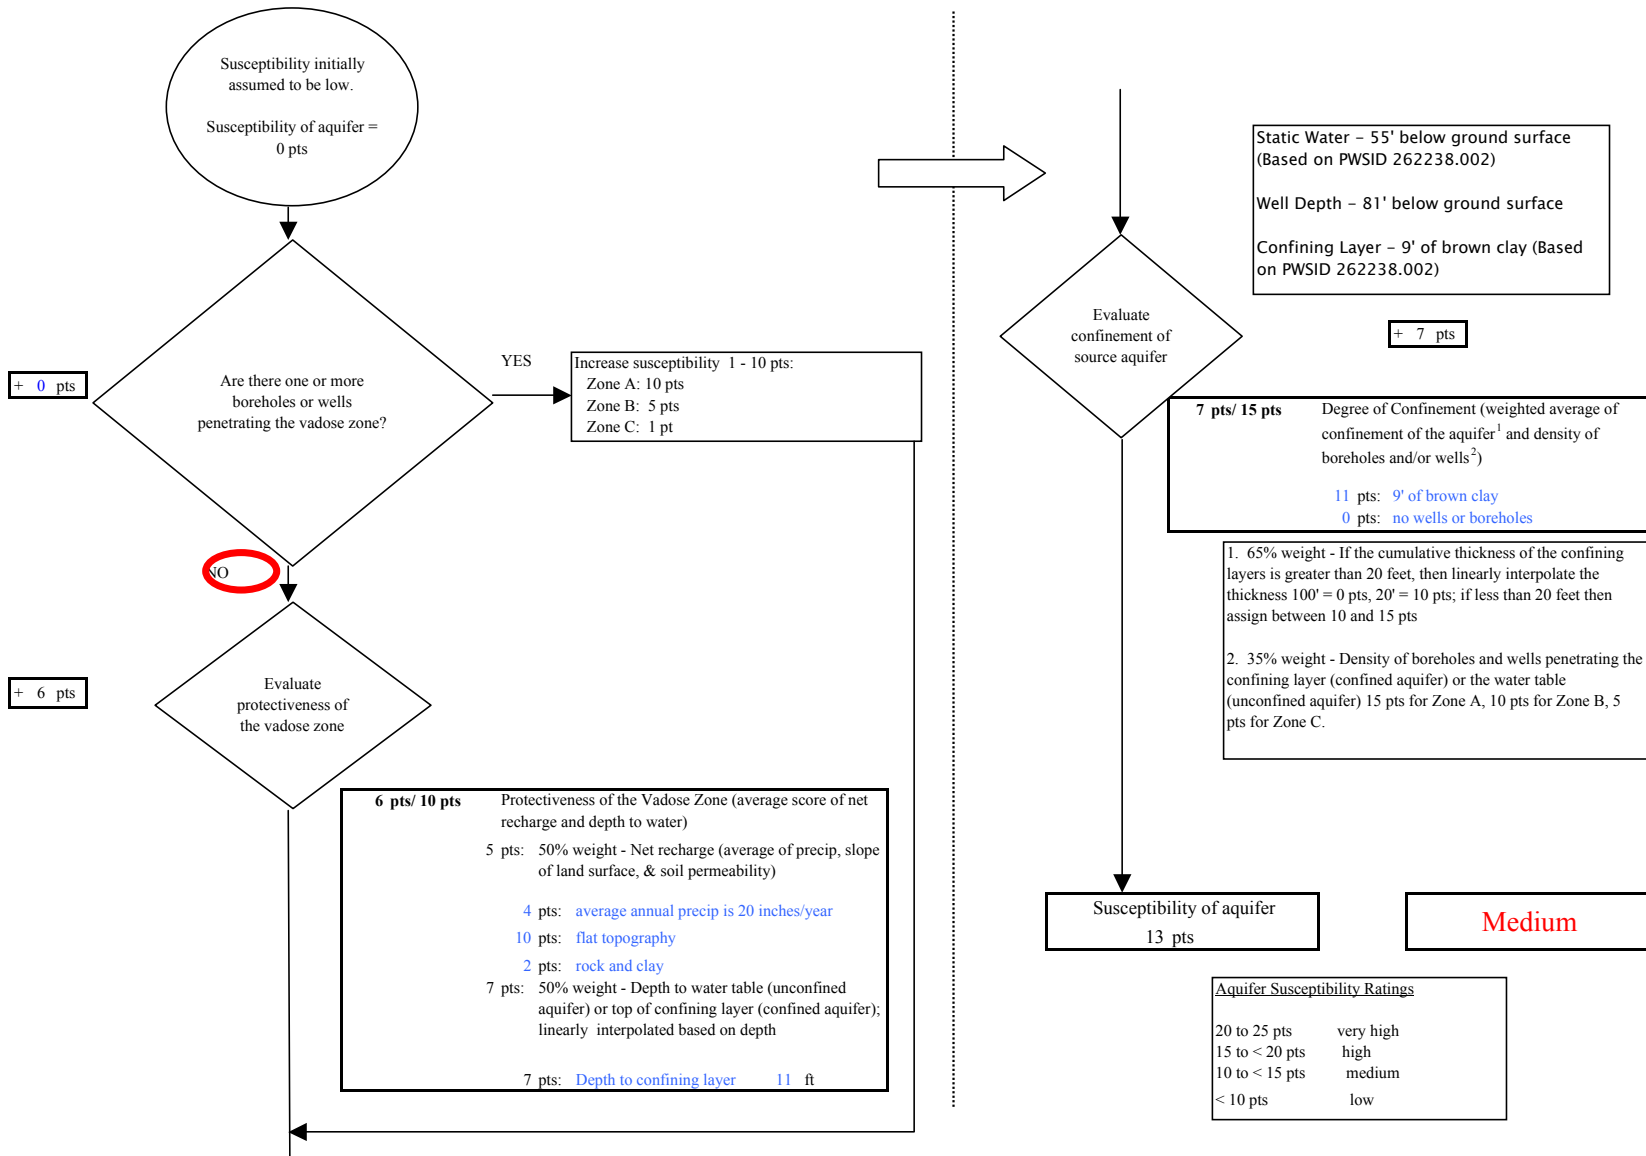 Susceptibility initially
assumed to be low.
Susceptibility of aquifer =
0 pts
+ 0 pts
Are there one or more
boreholes or wells
penetrating the vadose zone?
YES
Increase susceptibility 1 - 10 pts:
Zone A: 10 pts
Zone B: 5 pts
Zone C: 1 pt
NO
+ 6 pts
Evaluate
protectiveness of
the vadose zone
6 pts/ 10 pts Protectiveness of the Vadose Zone (average score of net
recharge and depth to water)
5 pts: 50% weight - Net recharge (average of precip, slope
of land surface, & soil permeability)
4 pts: average annual precip is 20 inches/year
10 pts: flat topography
2 pts: rock and clay
7 pts: 50% weight - Depth to water table (unconfined
aquifer) or top of confining layer (confined aquifer);
linearly interpolated based on depth
7 pts: Depth to confining layer 11 ft
Static Water – 55' below ground surface
(Based on PWSID 262238.002)
Well Depth – 81' below ground surface
Confining Layer – 9' of brown clay (Based
on PWSID 262238.002)
Evaluate
confinement of
source aquifer
+ 7 pts
7 pts/ 15 pts Degree of Confinement (weighted average of
confinement of the aquifer1 and density of
boreholes and/or wells2)
11 pts: 9' of brown clay
0 pts: no wells or boreholes
1. 65% weight - If the cumulative thickness of the confining
layers is greater than 20 feet, then linearly interpolate the
thickness 100' = 0 pts, 20' = 10 pts; if less than 20 feet then
assign between 10 and 15 pts
2. 35% weight - Density of boreholes and wells penetrating the
confining layer (confined aquifer) or the water table
(unconfined aquifer) 15 pts for Zone A, 10 pts for Zone B, 5
pts for Zone C.
Susceptibility of aquifer
13 pts
Medium
Aquifer Susceptibility Ratings
20 to 25 pts very high
15 to < 20 pts high
10 to < 15 pts medium
< 10 pts low